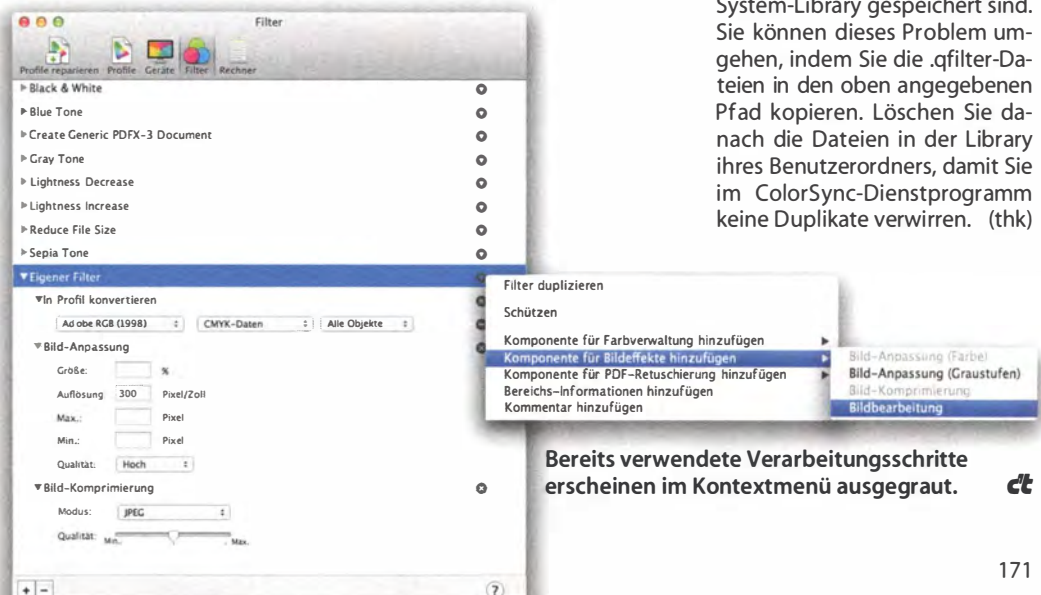 Filter
Profile reparieren Profile Geräte Filter Rechner
Black & White
Blue Tone
Create Generic PDFX-3 Document
Gray Tone
Lightness Decrease
Lightness Increase
Reduce File Size
Sepia Tone
Eigener Filter
In Profil konvertieren
Adobe RGB (1998) CMYK-Daten Alle Objekte
Bild-Anpassung
Größe: %
Auflösung 300 Pixel/Zoll
Max.: Pixel
Min.: Pixel
Qualität: Hoch
Bild-Komprimierung
Modus: JPEG
Qualität: Min. Max.
+ − ?
Filter duplizieren
Schützen
Komponente für Farbverwaltung hinzufügen
Komponente für Bildeffekte hinzufügen
Komponente für PDF-Retuschierung hinzufügen
Bereichs-Informationen hinzufügen
Kommentar hinzufügen
Bild-Anpassung (Farbe)
Bild-Anpassung (Graustufen)
Bild-Komprimierung
Bildbearbeitung
Bereits verwendete Verarbeitungsschritte
erscheinen im Kontextmenü ausgegraut.
System-Library gespeichert sind.
Sie können dieses Problem um-
gehen, indem Sie die .qfilter-Da-
teien in den oben angegebenen
Pfad kopieren. Löschen Sie da-
nach die Dateien in der Library
ihres Benutzerordners, damit Sie
im ColorSync-Dienstprogramm
keine Duplikate verwirren. (thk)
c't
171